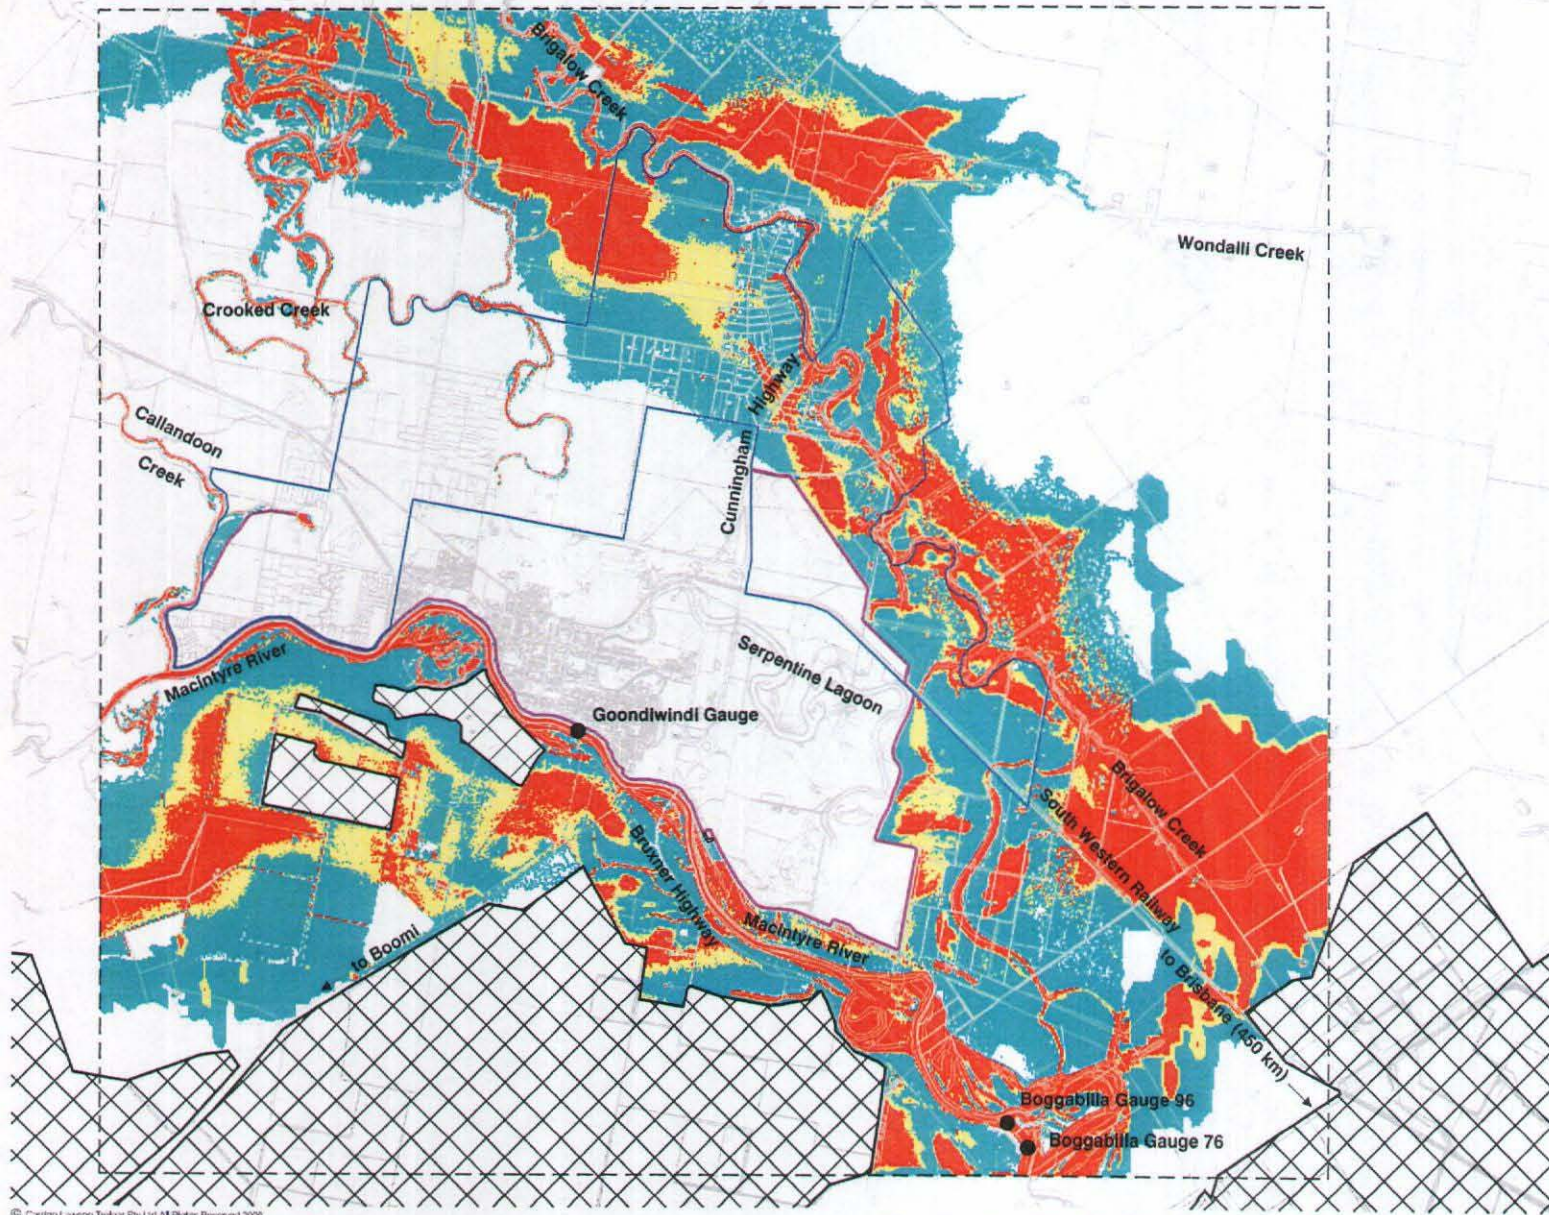 Brigalow Creek
Wondalli Creek
Crooked Creek
Highway
Cunningham
Callandoon
Creek
Serpentine Lagoon
Macintyre River
Goondiwindi Gauge
Brigalow Creek
South Western Railway
Bruxner Highway
Macintyre River
to Boomi
to Brisbane (450 km)
Boggabilla Gauge 96
Boggabilla Gauge 76